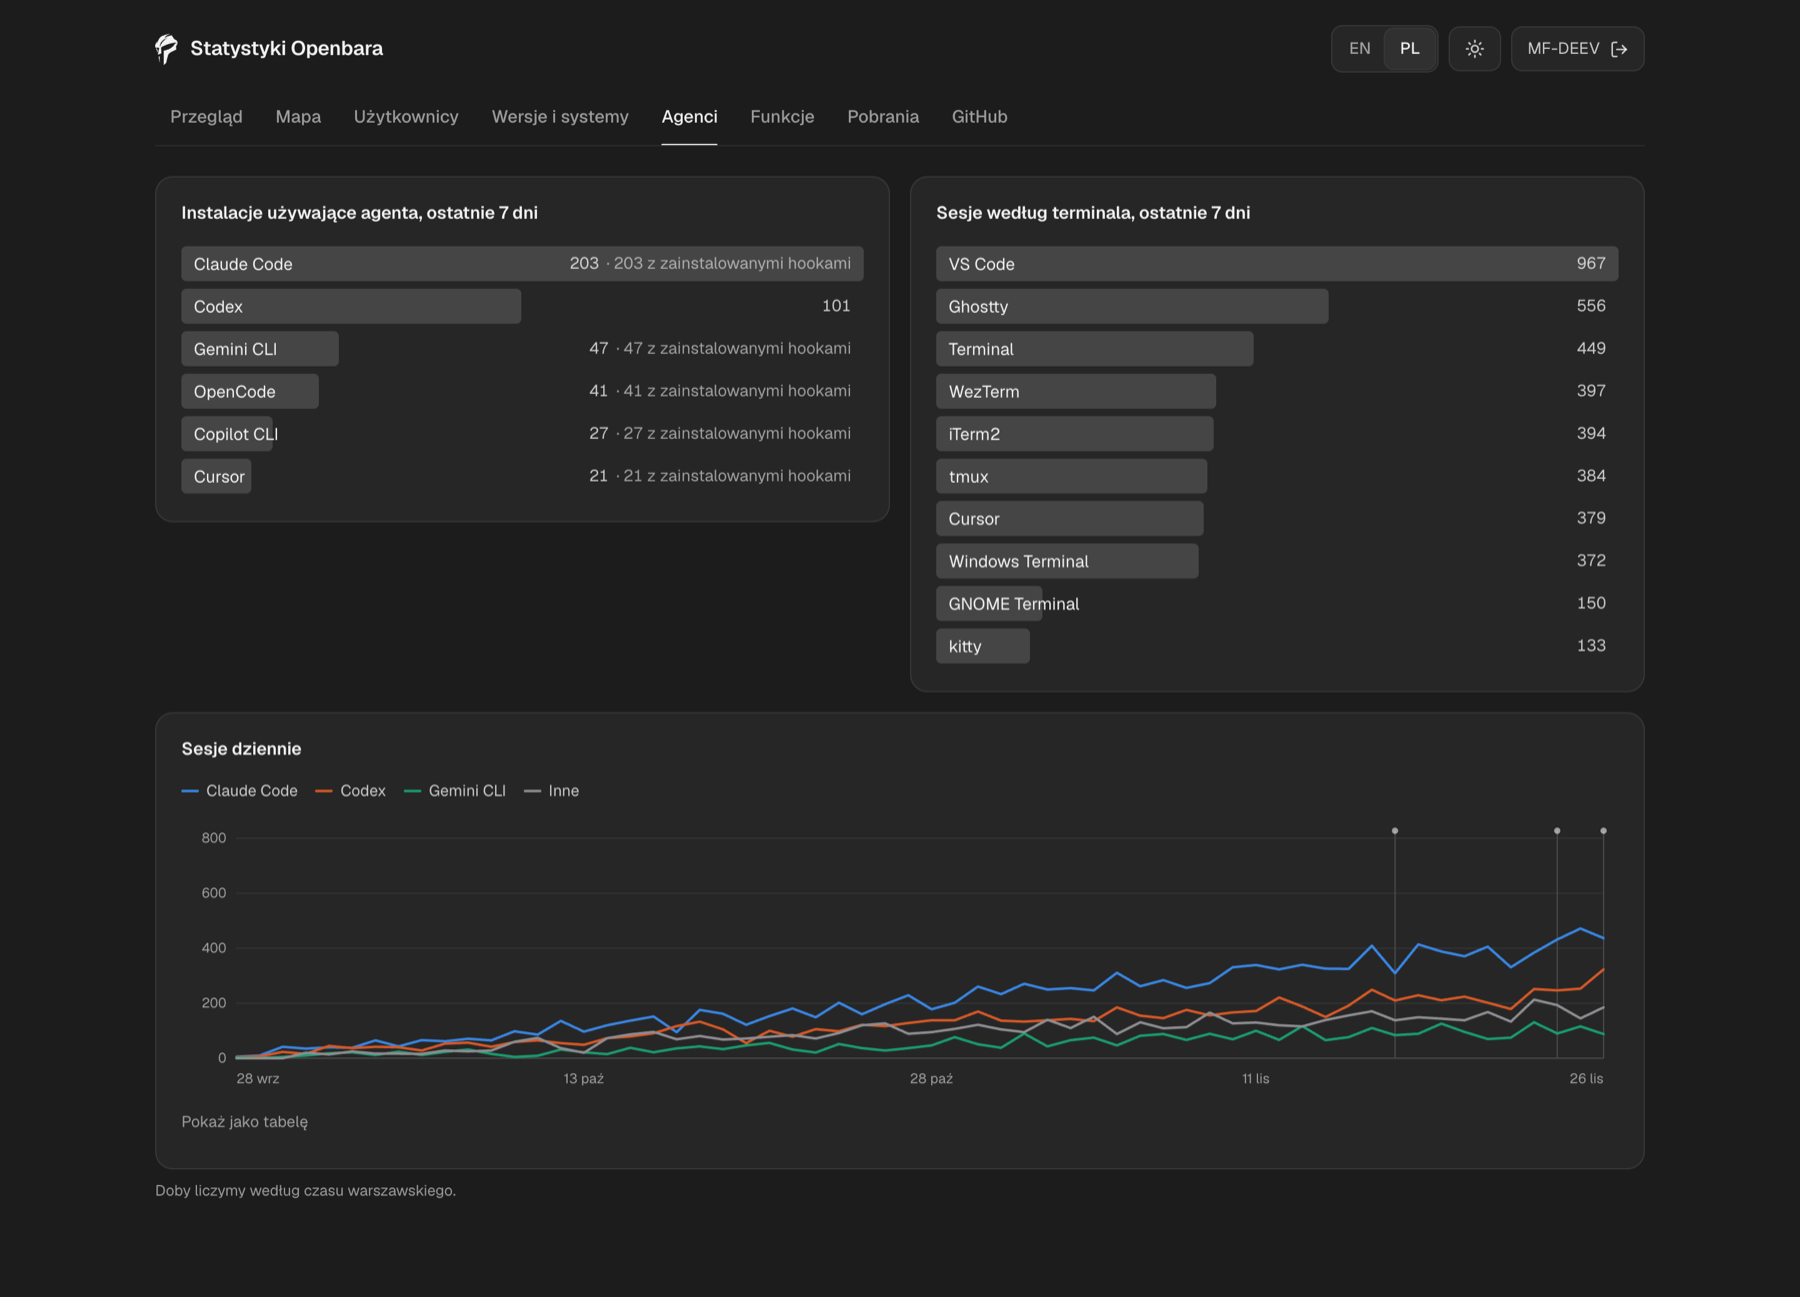 Statystyki Openbara
EN PL MF-DEEV
Przegląd Mapa Użytkownicy Wersje i systemy Agenci Funkcje Pobrania GitHub
Instalacje używające agenta, ostatnie 7 dni
Claude Code 203 · 203 z zainstalowanymi hookami
Codex 101
Gemini CLI 47 · 47 z zainstalowanymi hookami
OpenCode 41 · 41 z zainstalowanymi hookami
Copilot CLI 27 · 27 z zainstalowanymi hookami
Cursor 21 · 21 z zainstalowanymi hookami
Sesje według terminala, ostatnie 7 dni
VS Code 967
Ghostty 556
Terminal 449
WezTerm 397
iTerm2 394
tmux 384
Cursor 379
Windows Terminal 372
GNOME Terminal 150
kitty 133
Sesje dziennie
Claude Code Codex Gemini CLI Inne
800
600
400
200
0
28 wrz 13 paź 28 paź 11 lis 26 lis
Pokaż jako tabelę
Doby liczymy według czasu warszawskiego.